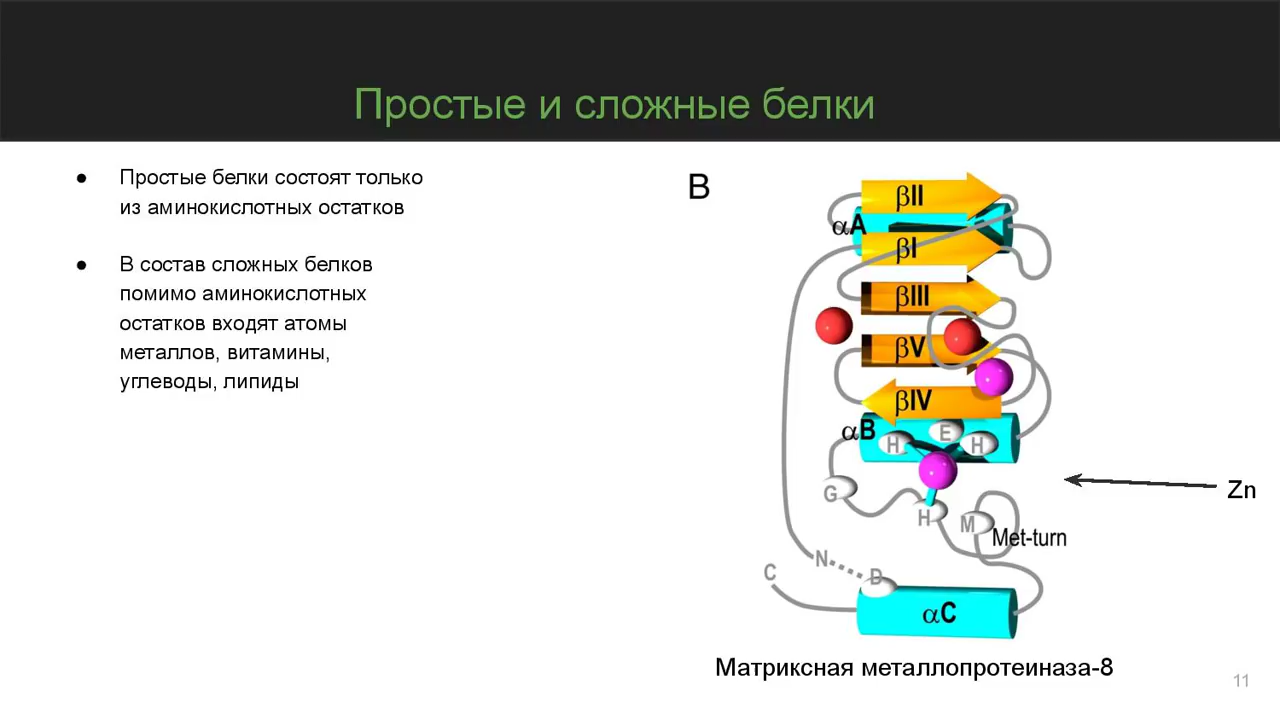 Простые и сложные белки
● Простые белки состоят только
из аминокислотных остатков
● В состав сложных белков
помимо аминокислотных
остатков входят атомы
металлов, витамины,
углеводы, липиды
B
βII
αA
βI
βIII
βV
βIV
αB
H
E
H
G
H
M
Met-turn
Zn
N
C
D
αC
Матриксная металлопротеиназа-8
11